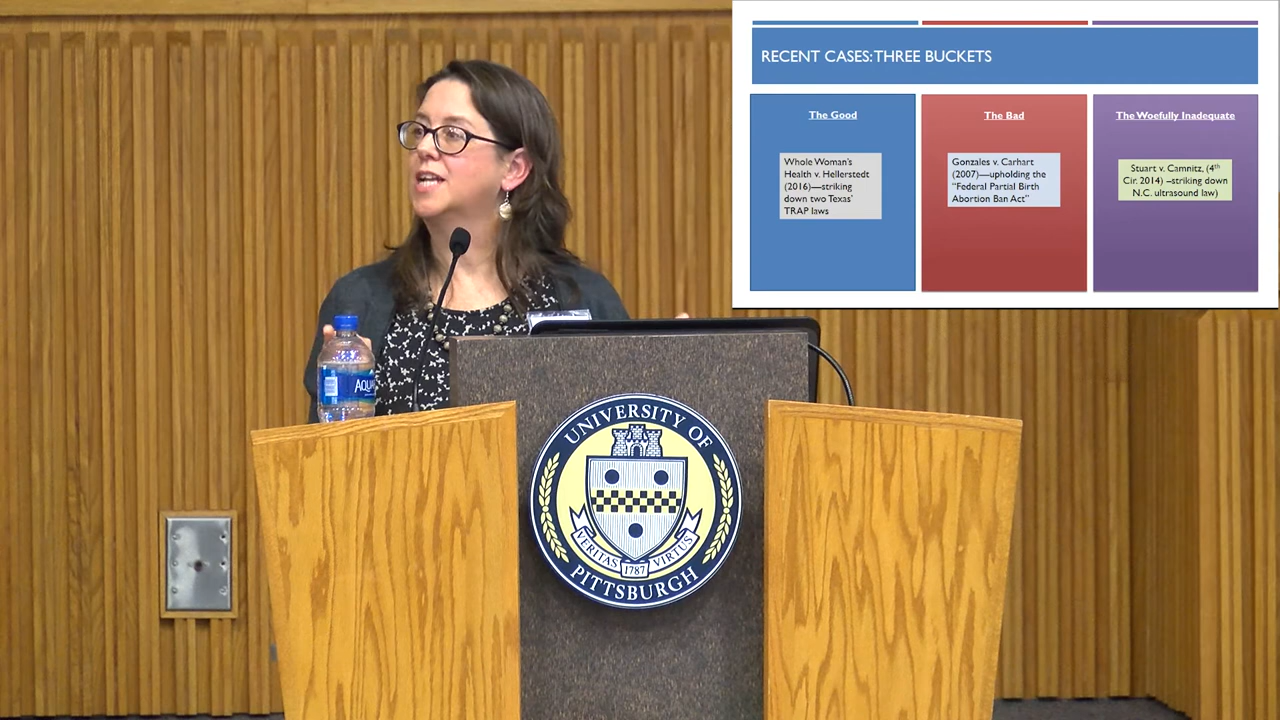 RECENT CASES: THREE BUCKETS
The Good
Whole Woman's
Health v. Hellerstedt
(2016)—striking
down two Texas'
TRAP laws
The Bad
Gonzales v. Carhart
(2007)—upholding the
"Federal Partial Birth
Abortion Ban Act"
The Woefully Inadequate
Stuart v. Camnitz, (4th
Cir. 2014) –striking down
N.C. ultrasound law)
AQUA
UNIVERSITY OF
VERITAS 1787 VIRTUS
PITTSBURGH